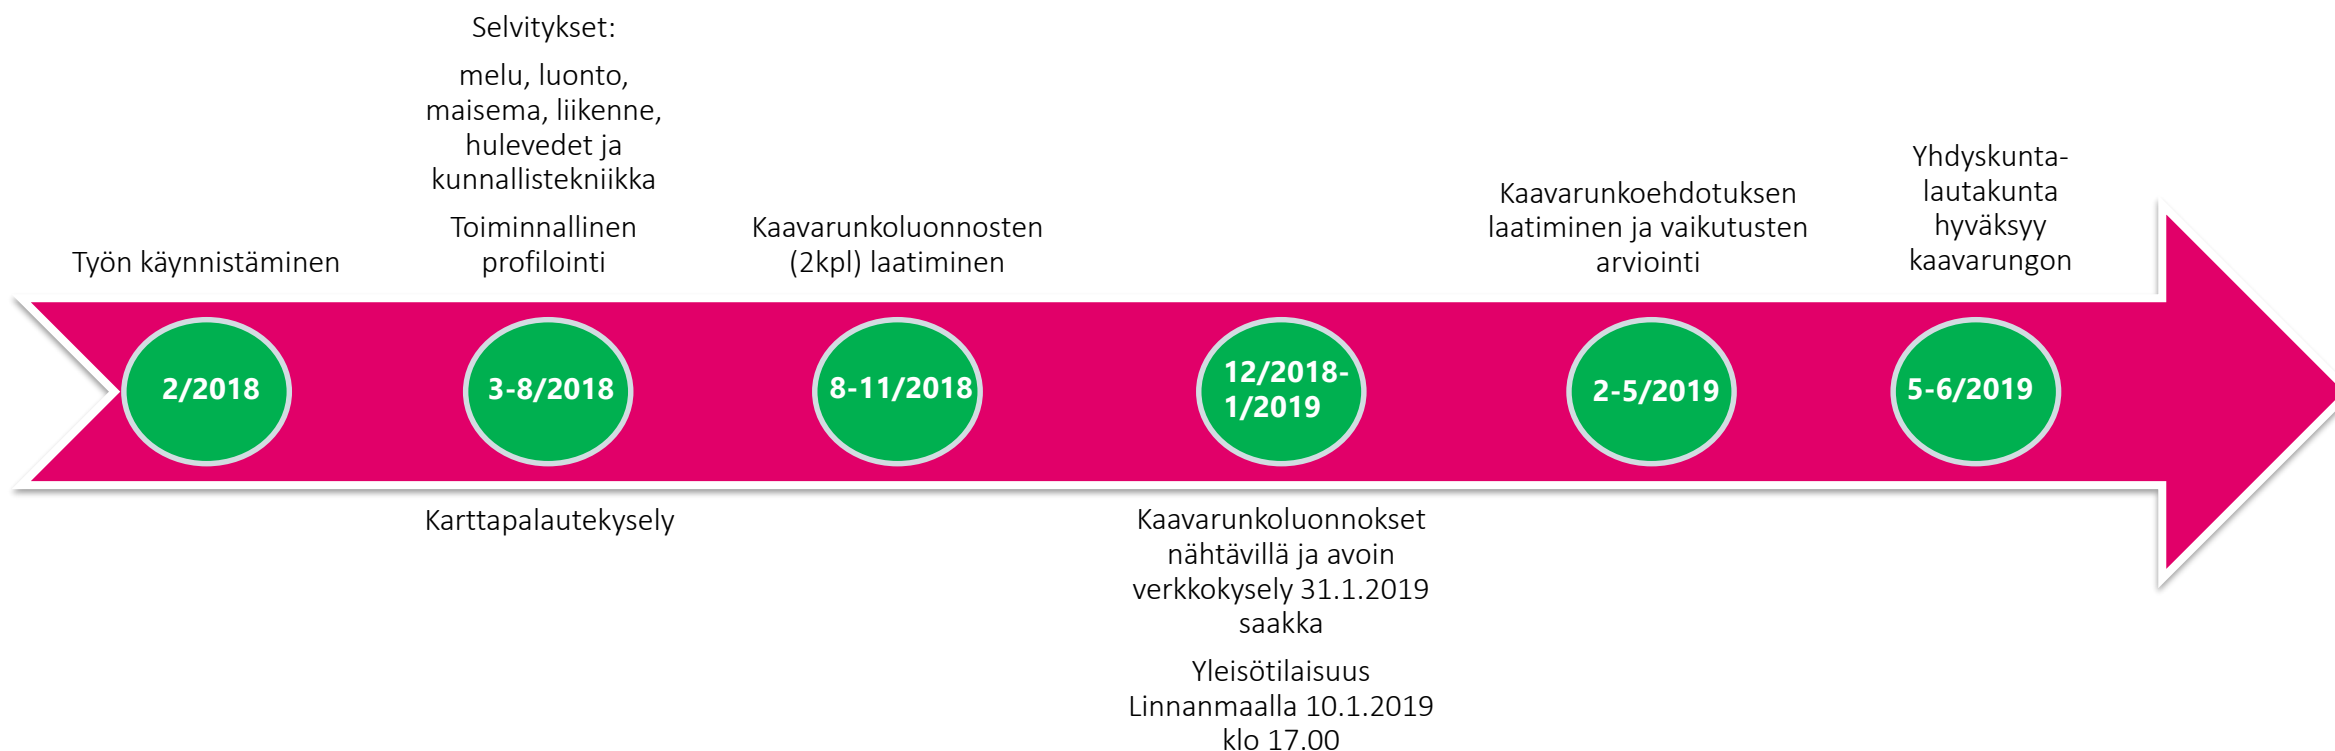 Selvitykset:
melu, luonto,
maisema, liikenne,
hulevedet ja
kunnallistekniikka
Toiminnallinen
profilointi
Työn käynnistäminen
Kaavarunkoluonnosten
(2kpl) laatiminen
Kaavarunkoehdotuksen
laatiminen ja vaikutusten
arviointi
Yhdyskunta-
lautakunta
hyväksyy
kaavarungon
2/2018
3-8/2018
8-11/2018
12/2018-
1/2019
2-5/2019
5-6/2019
Karttapalautekysely
Kaavarunkoluonnokset
nähtävillä ja avoin
verkkokysely 31.1.2019
saakka
Yleisötilaisuus
Linnanmaalla 10.1.2019
klo 17.00